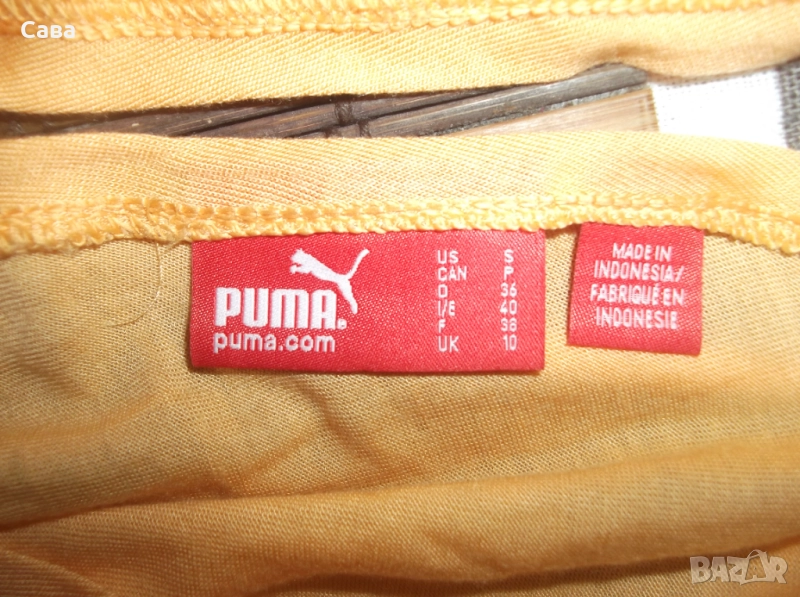 Сава
PUMA®
puma.com
US S
CAN P
D 36
I/E 40
F 38
UK 10
MADE IN
INDONESIA/
FABRIQUÉ EN
INDONESIE
BAZAR